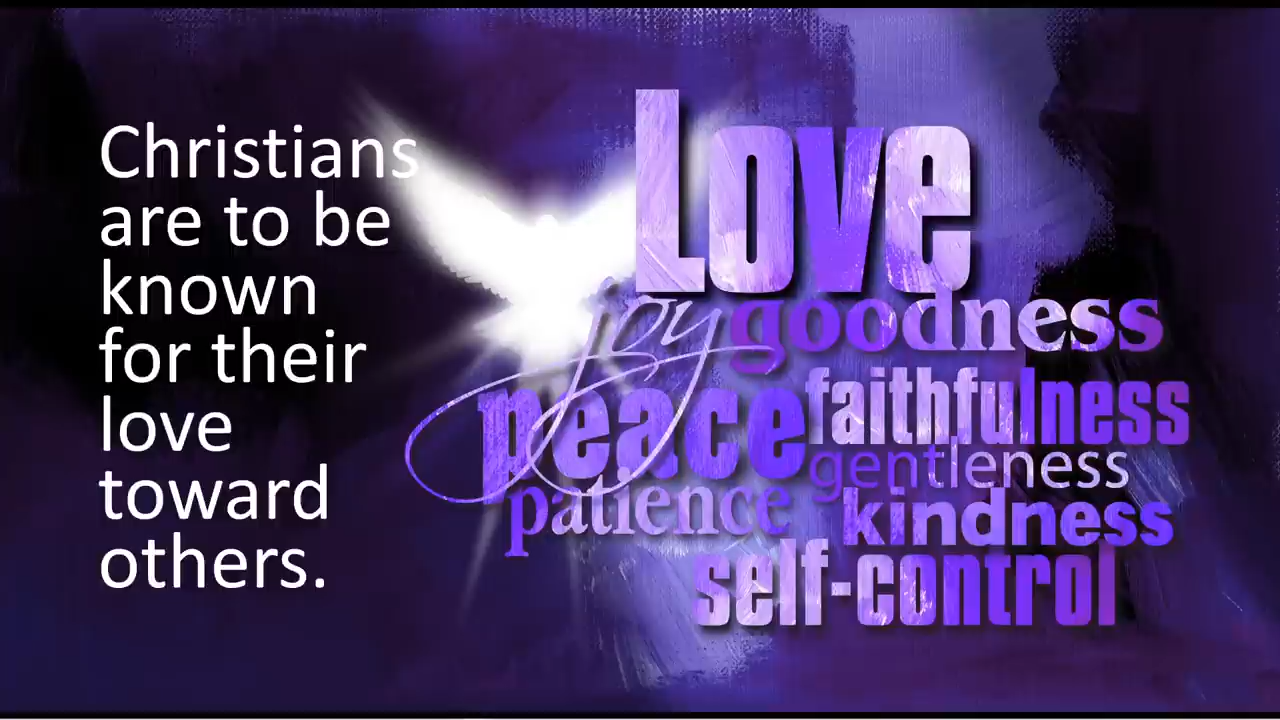 Christians
are to be
known
for their
love
toward
others.
Love
joy goodness
peace faithfulness
gentleness
patience kindness
self-control